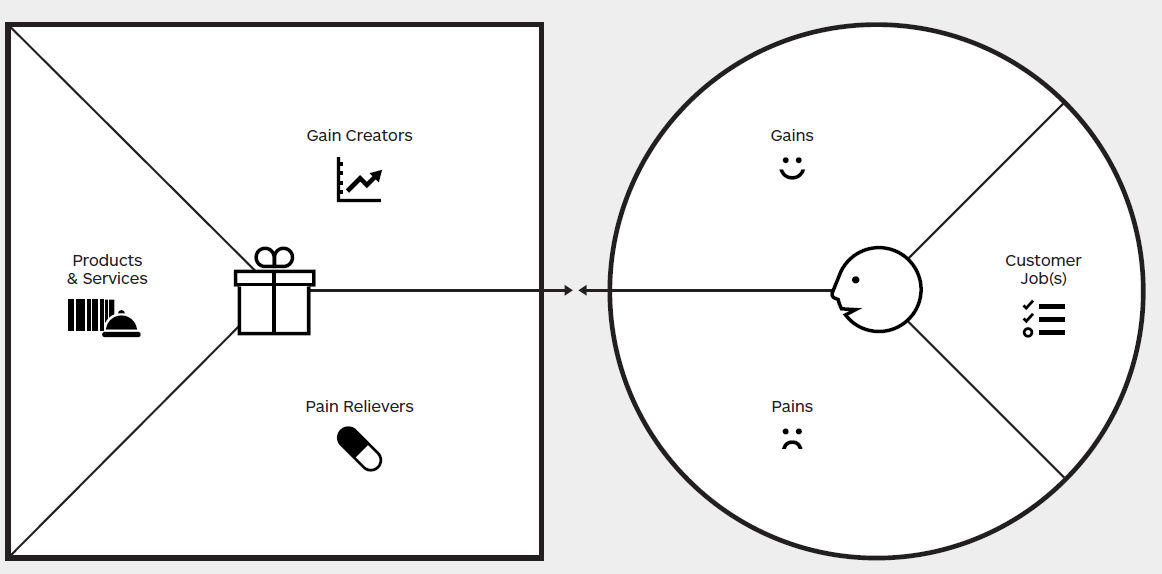 Gain Creators
Products
& Services
Pain Relievers
Gains
Customer
Job(s)
Pains